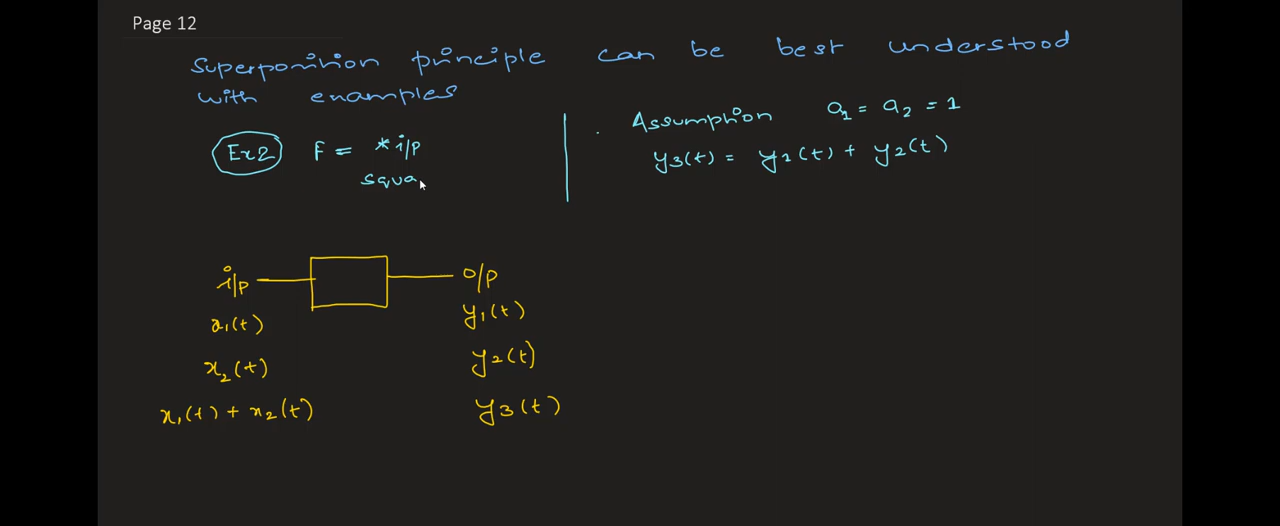 Page 12
Superposition principle can be best understood
with examples
Ex2 F = * i/p
squa
Assumption a₁ = a₂ = 1
y3(t) = y2(t) + y2(t)
i/p o/p
x₁(t) y₁(t)
x₂(t) y₂(t)
x₁(t) + x₂(t) y3(t)